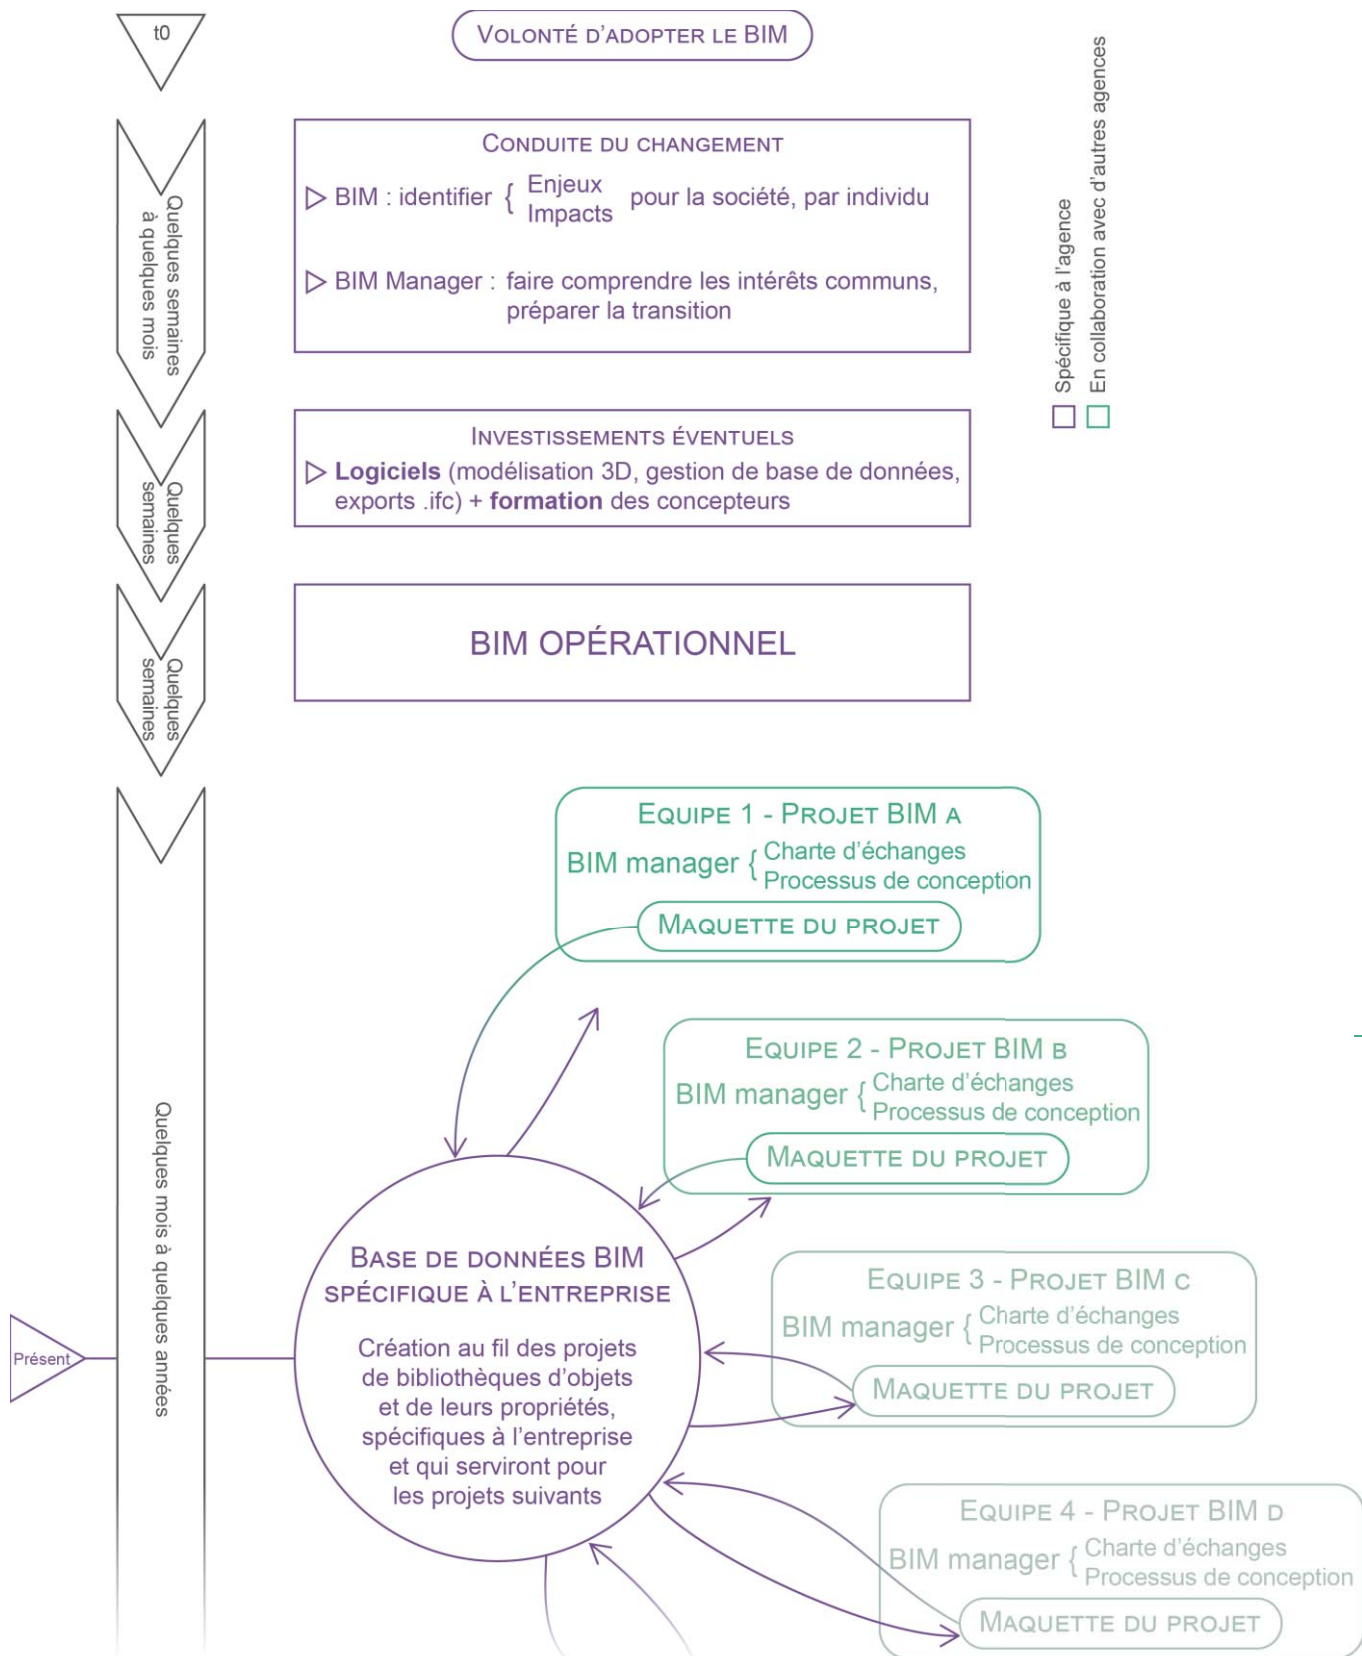 t0
VOLONTÉ D'ADOPTER LE BIM
CONDUITE DU CHANGEMENT
BIM : identifier { Enjeux
Impacts
pour la société, par individu
BIM Manager : faire comprendre les intérêts communs,
préparer la transition
Quelques semaines
à quelques mois
Spécifique à l'agence
En collaboration avec d'autres agences
INVESTISSEMENTS ÉVENTUELS
Logiciels (modélisation 3D, gestion de base de données,
exports .ifc) + formation des concepteurs
Quelques
semaines
BIM OPÉRATIONNEL
Quelques
semaines
EQUIPE 1 - PROJET BIM A
BIM manager { Charte d'échanges
Processus de conception
MAQUETTE DU PROJET
EQUIPE 2 - PROJET BIM B
BIM manager { Charte d'échanges
Processus de conception
MAQUETTE DU PROJET
Quelques mois à quelques années
Présent
BASE DE DONNÉES BIM
SPÉCIFIQUE À L'ENTREPRISE
Création au fil des projets
de bibliothèques d'objets
et de leurs propriétés,
spécifiques à l'entreprise
et qui serviront pour
les projets suivants
EQUIPE 3 - PROJET BIM C
BIM manager { Charte d'échanges
Processus de conception
MAQUETTE DU PROJET
EQUIPE 4 - PROJET BIM D
BIM manager { Charte d'échanges
Processus de conception
MAQUETTE DU PROJET